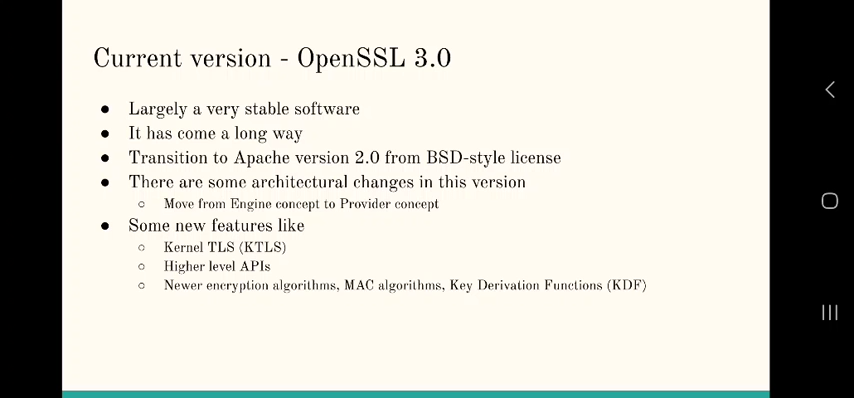 Current version - OpenSSL 3.0
● Largely a very stable software
● It has come a long way
● Transition to Apache version 2.0 from BSD-style license
● There are some architectural changes in this version
○ Move from Engine concept to Provider concept
● Some new features like
○ Kernel TLS (KTLS)
○ Higher level APIs
○ Newer encryption algorithms, MAC algorithms, Key Derivation Functions (KDF)